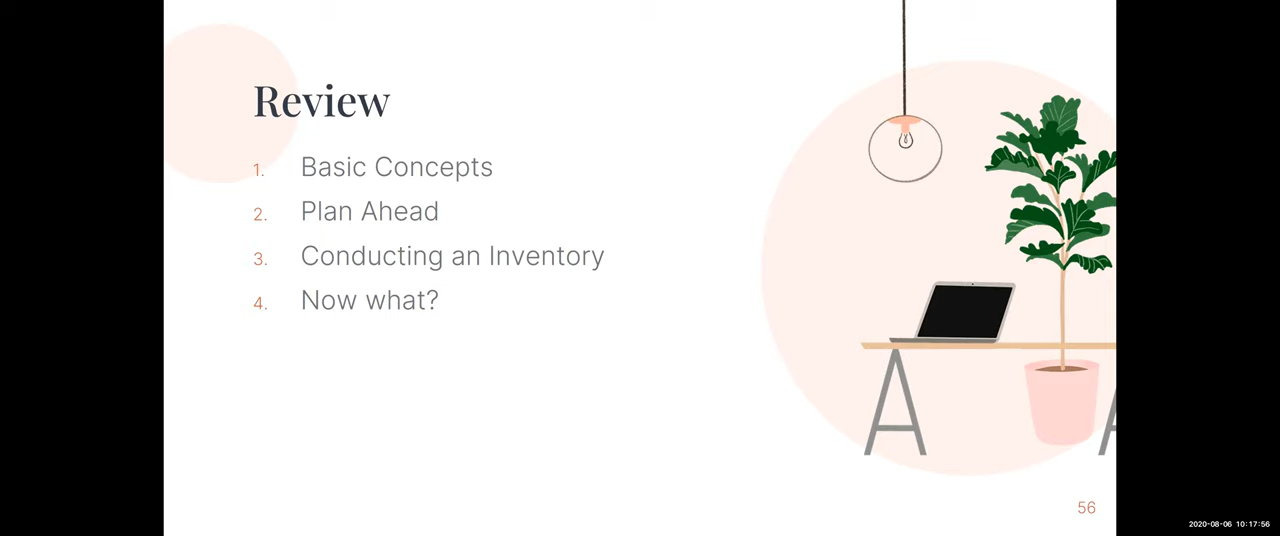 Review
1. Basic Concepts
2. Plan Ahead
3. Conducting an Inventory
4. Now what?
56
2020-08-06 10:17:56